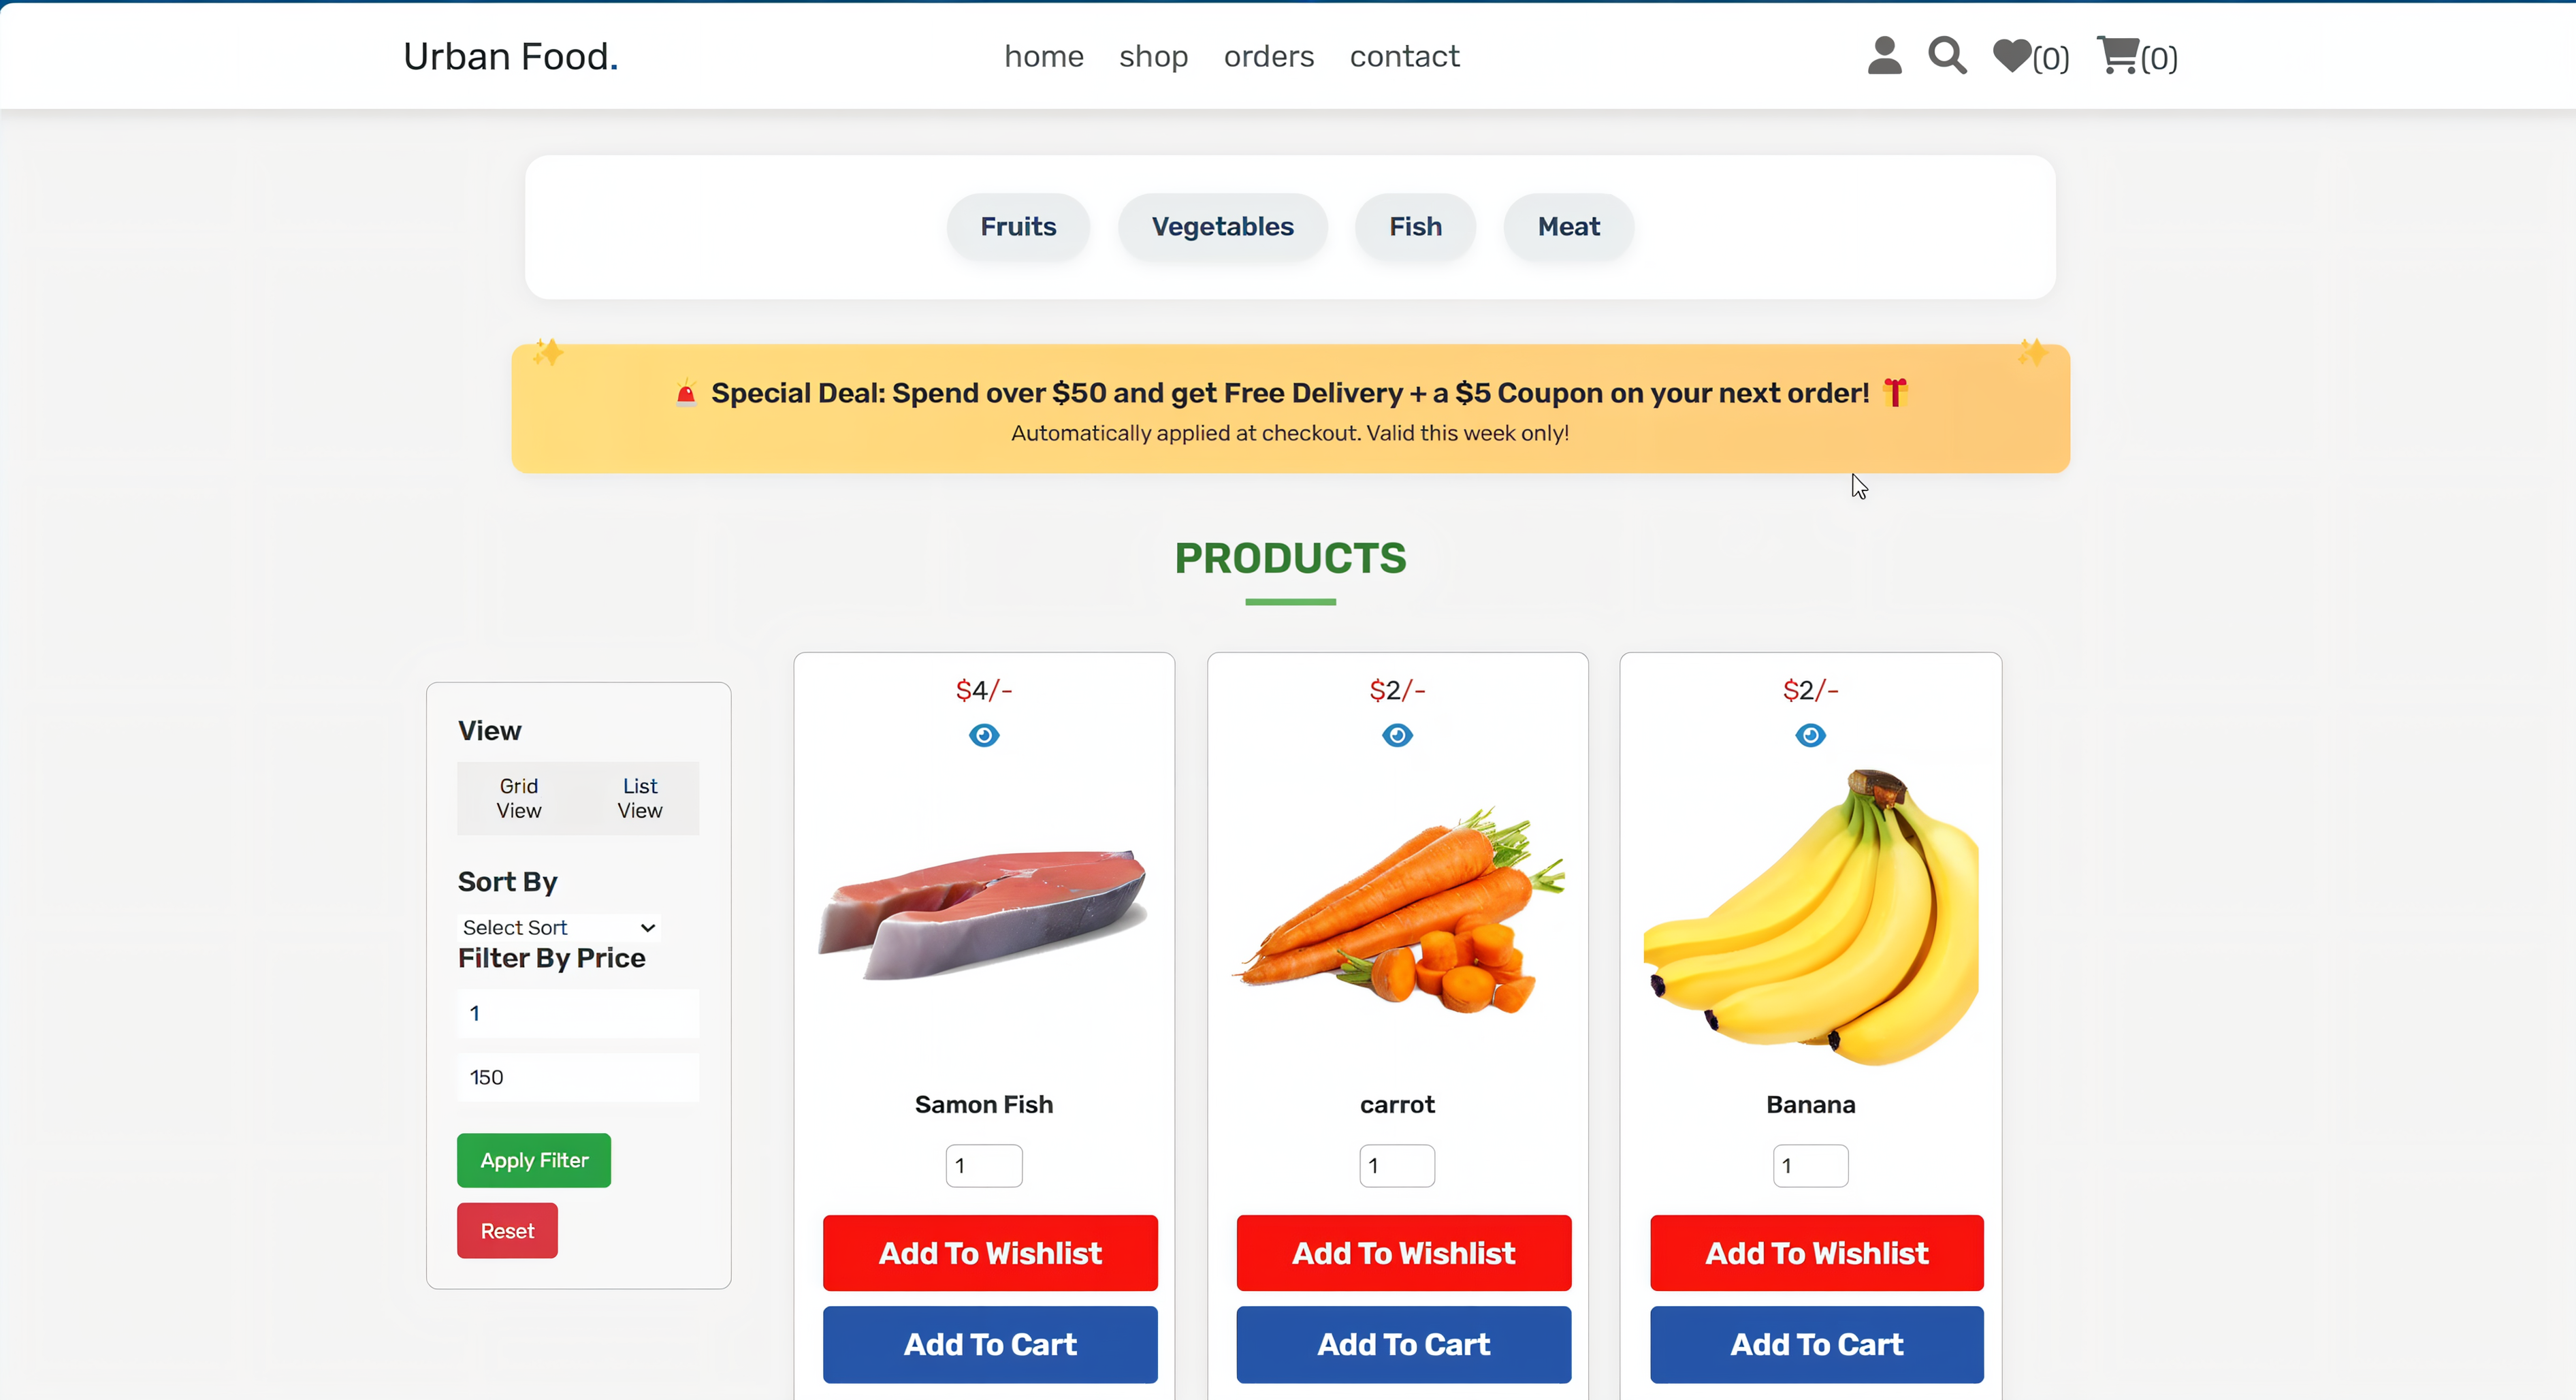 Urban Food.
home shop orders contact
(0) (0)
Fruits Vegetables Fish Meat
Special Deal: Spend over $50 and get Free Delivery + a $5 Coupon on your next order!
Automatically applied at checkout. Valid this week only!
PRODUCTS
View
Grid View
List View
Sort By
Select Sort
Filter By Price
1
150
Apply Filter
Reset
$4/-
Samon Fish
1
Add To Wishlist
Add To Cart
$2/-
carrot
1
Add To Wishlist
Add To Cart
$2/-
Banana
1
Add To Wishlist
Add To Cart